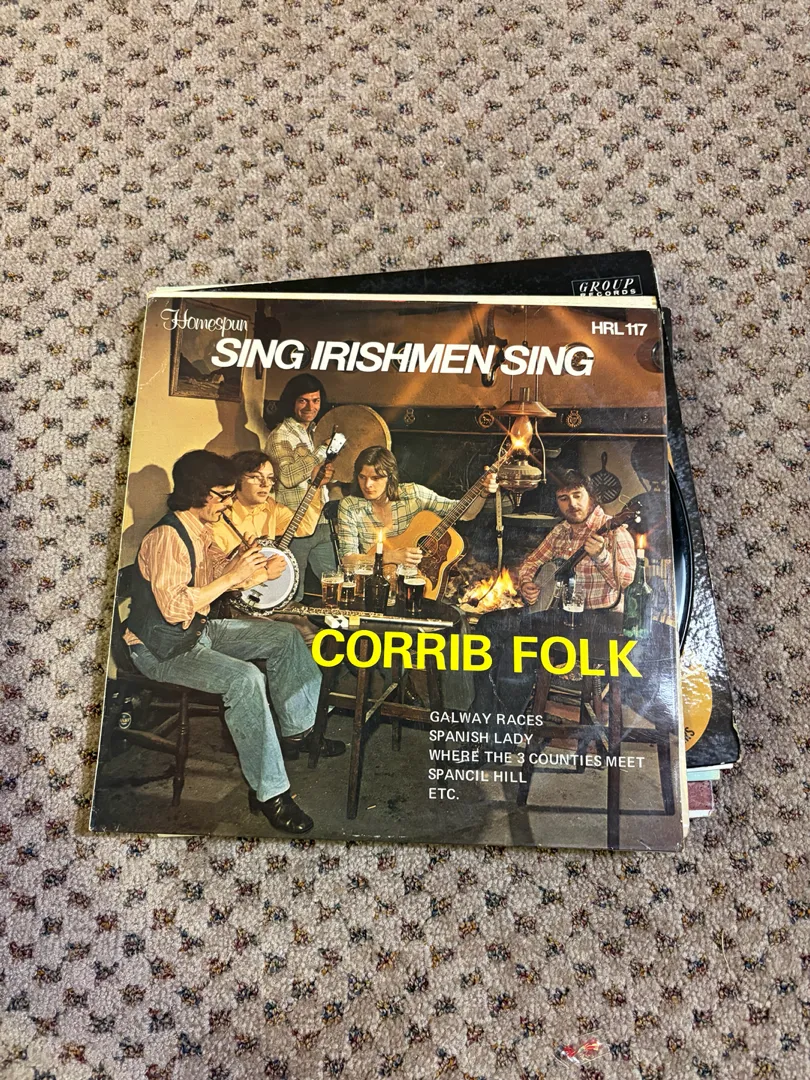 GROUP
RECORDS
Homespun
HRL 117
SING IRISHMEN SING
CORRIB FOLK
GALWAY RACES
SPANISH LADY
WHERE THE 3 COUNTIES MEET
SPANCIL HILL
ETC.